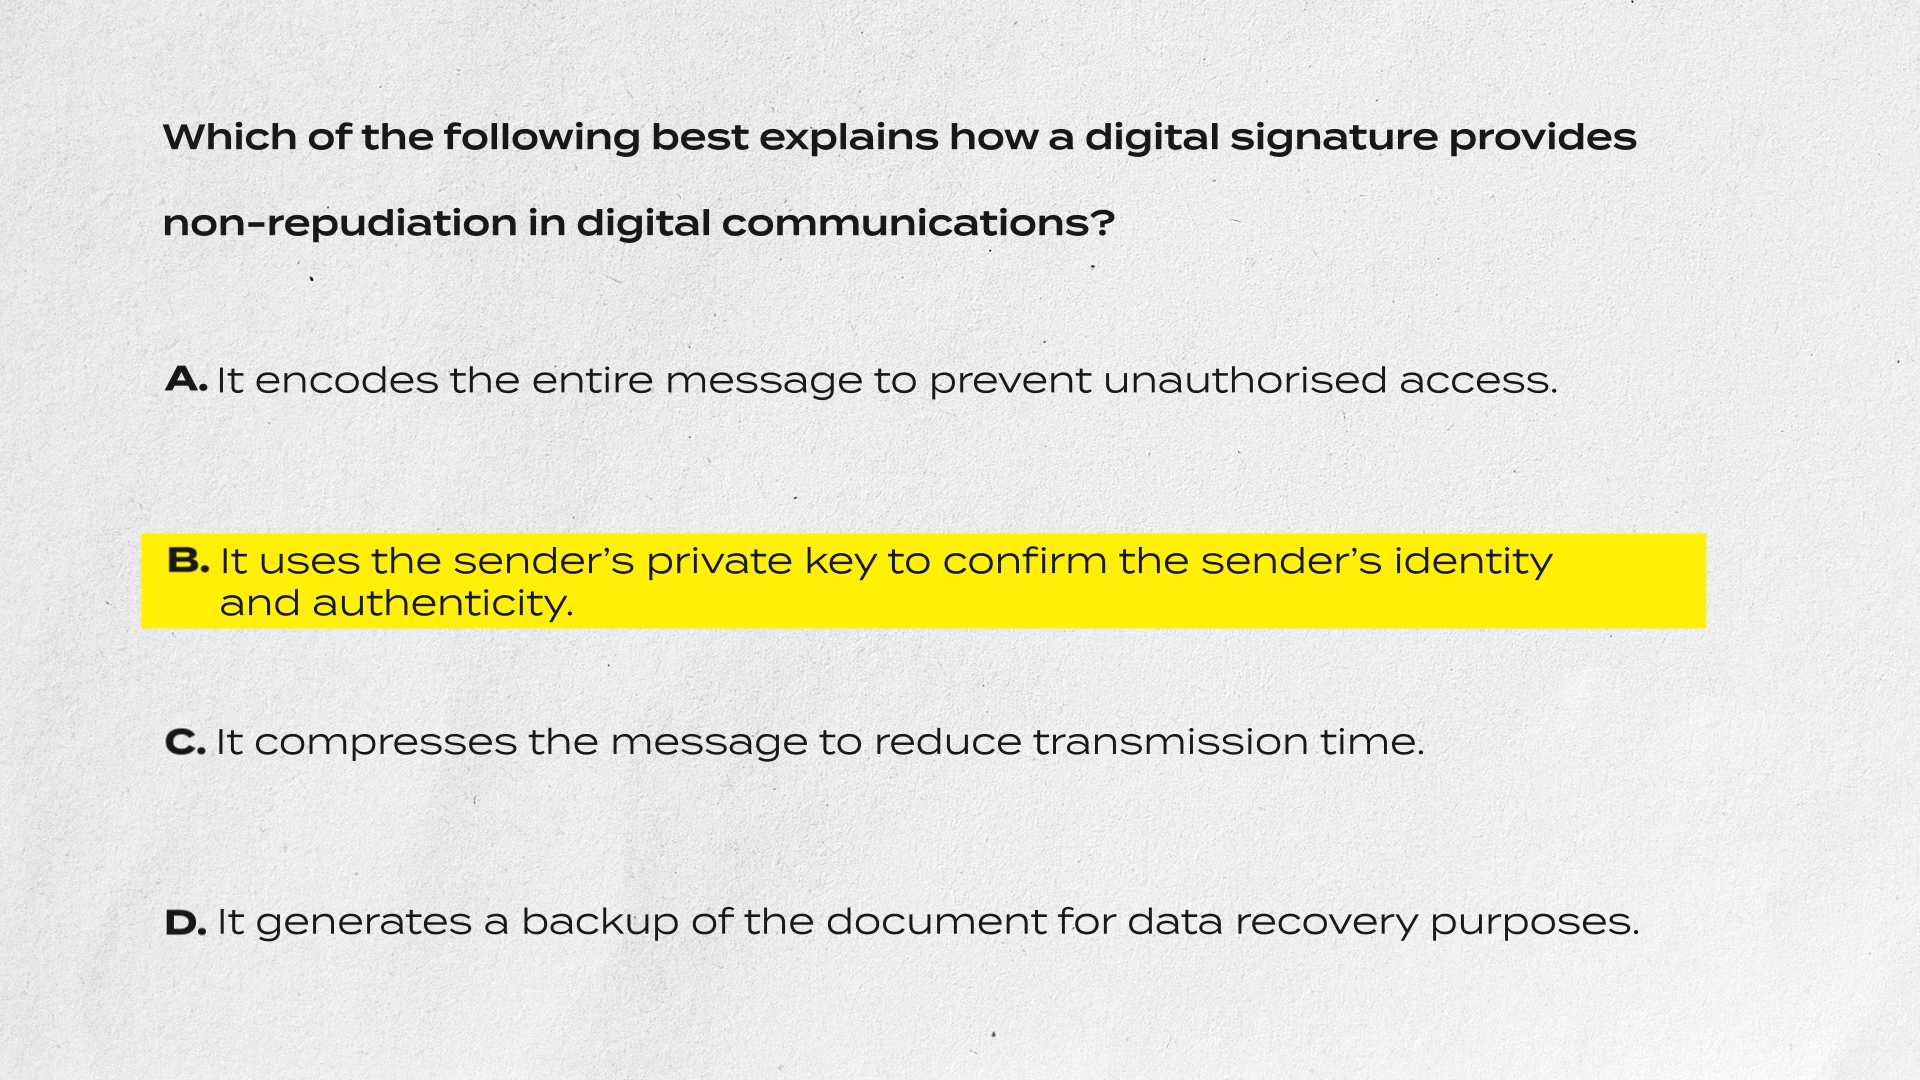 Which of the following best explains how a digital signature provides
non-repudiation in digital communications?
A. It encodes the entire message to prevent unauthorised access.
B. It uses the sender’s private key to confirm the sender’s identity
and authenticity.
C. It compresses the message to reduce transmission time.
D. It generates a backup of the document for data recovery purposes.